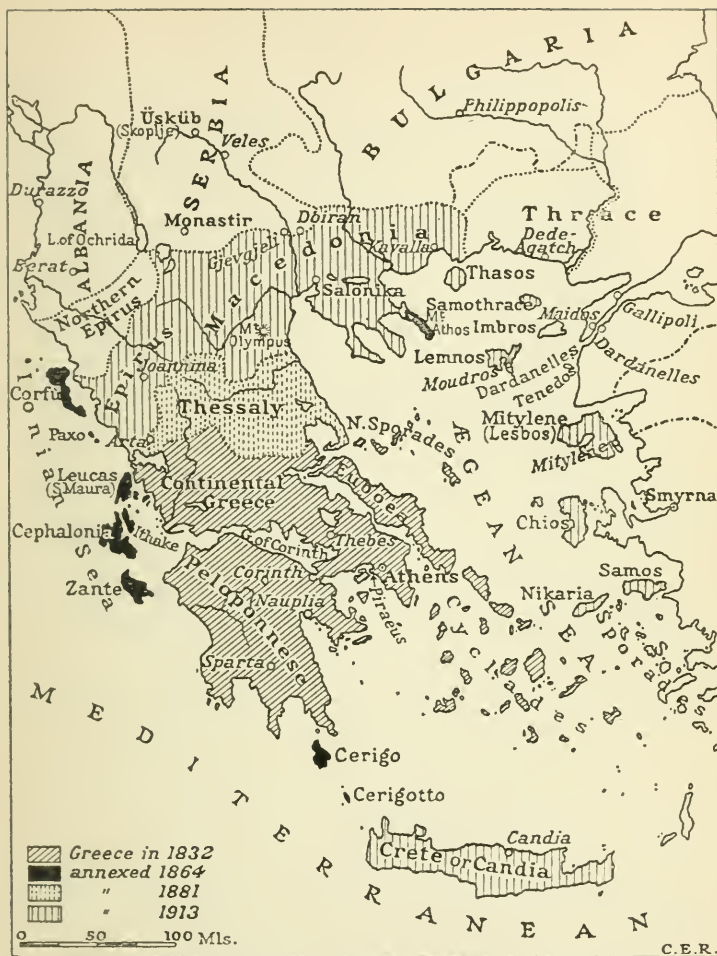 BULGARIA
Philippopolis
SERBIA
Üsküb
(Skoplje)
Veles
Durazzo
ALBANIA
Monastir
L. of Ochrida
Doiran
Gjevgjeli
Macedonia
Kavalla
Thrace
Dede-
Agatch
Berat
Northern
Epirus
Salonika
Thasos
Samothrace
Mt
Athos
Imbros
Maidos
Gallipoli
Epirus
Mt
Olympus
Lemnos
Moudros
Dardanelles
Dardanelles
Tenedos
Joannina
Corfu
Thessaly
Ionian Sea
Paxo
Arta
N. Sporades
ÆGEAN SEA
Mitylene
(Lesbos)
Mitylene
Leucas
(S. Maura)
Continental
Greece
Euboea
Smyrna
Chios
Cephalonia
Ithake
G. of Corinth
Thebes
Corinth
Athens
Piraeus
Samos
Zante
Peloponnese
Nauplia
Nikaria
Cyclades
So. Sporades
Sparta
MEDITERRANEAN
Cerigo
Cerigotto
Candia
Crete or Candia
Greece in 1832
annexed 1864
" 1881
" 1913
0 50 100 Mls.
C.E.R.